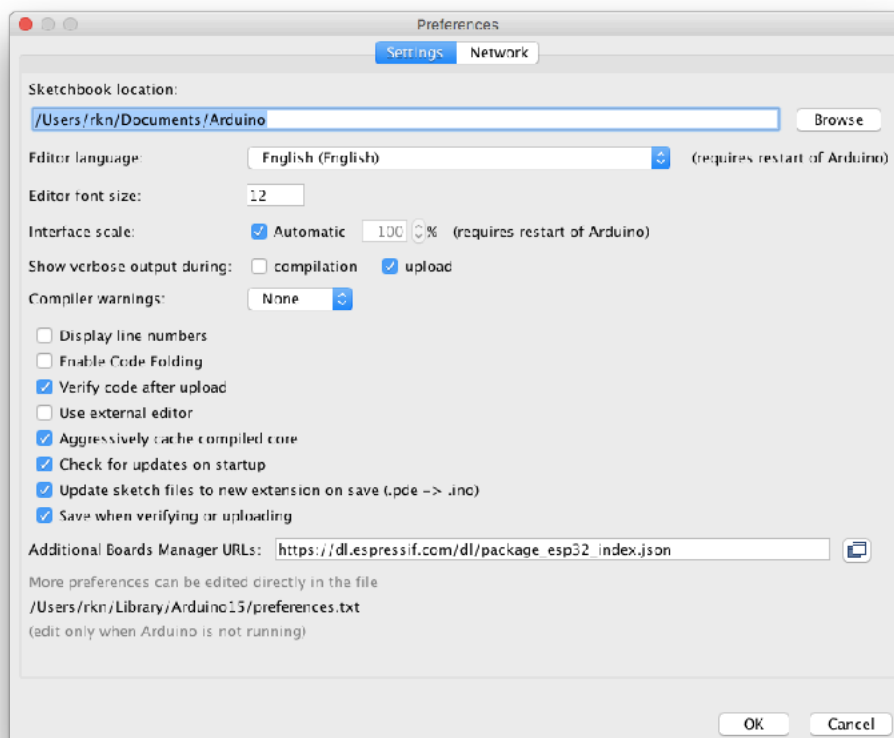 Preferences
Settings Network
Sketchbook location:
/Users/rkn/Documents/Arduino Browse
Editor language: English (English) (requires restart of Arduino)
Editor font size: 12
Interface scale: Automatic 100 % (requires restart of Arduino)
Show verbose output during: compilation upload
Compiler warnings: None
Display line numbers
Enable Code Folding
Verify code after upload
Use external editor
Aggressively cache compiled core
Check for updates on startup
Update sketch files to new extension on save (.pde -> .ino)
Save when verifying or uploading
Additional Boards Manager URLs: https://dl.espressif.com/dl/package_esp32_index.json
More preferences can be edited directly in the file
/Users/rkn/Library/Arduino15/preferences.txt
(edit only when Arduino is not running)
OK Cancel